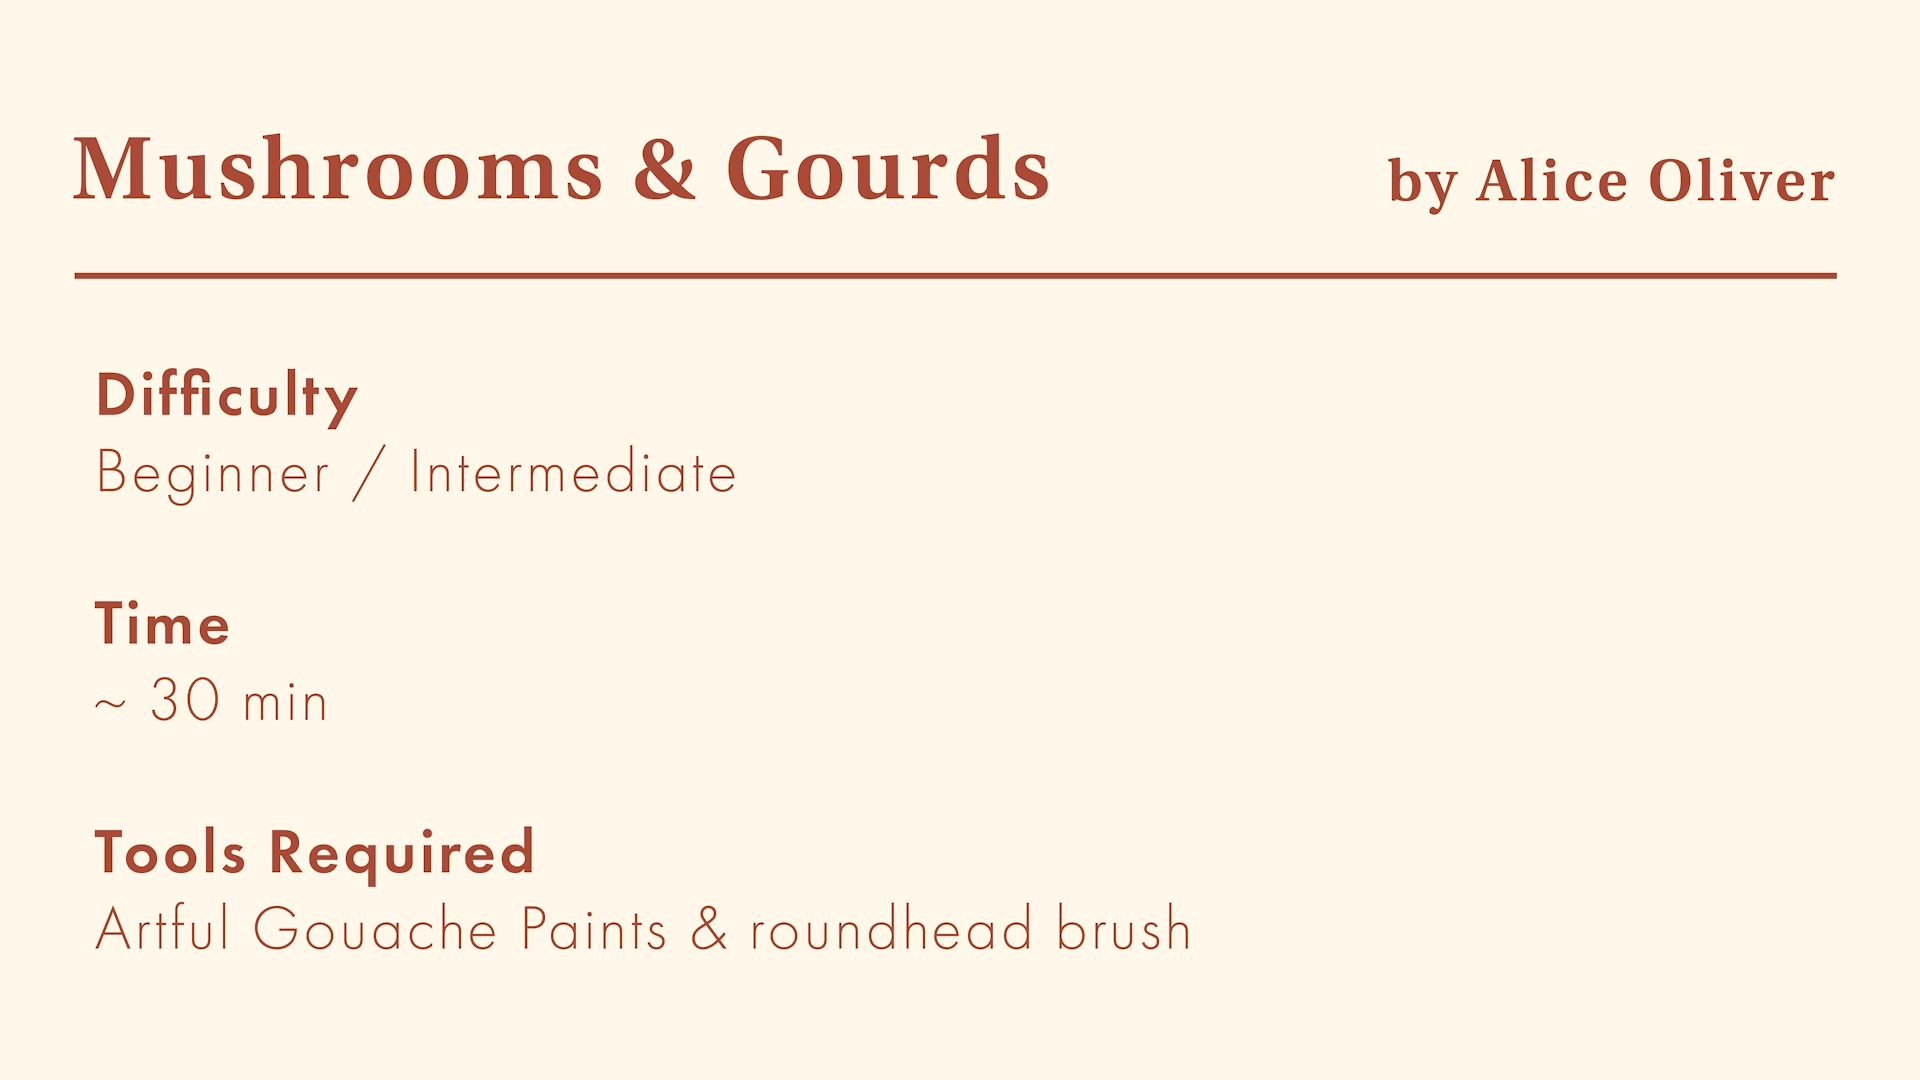 Mushrooms & Gourds by Alice Oliver
Difficulty
Beginner / Intermediate
Time
~ 30 min
Tools Required
Artful Gouache Paints & roundhead brush